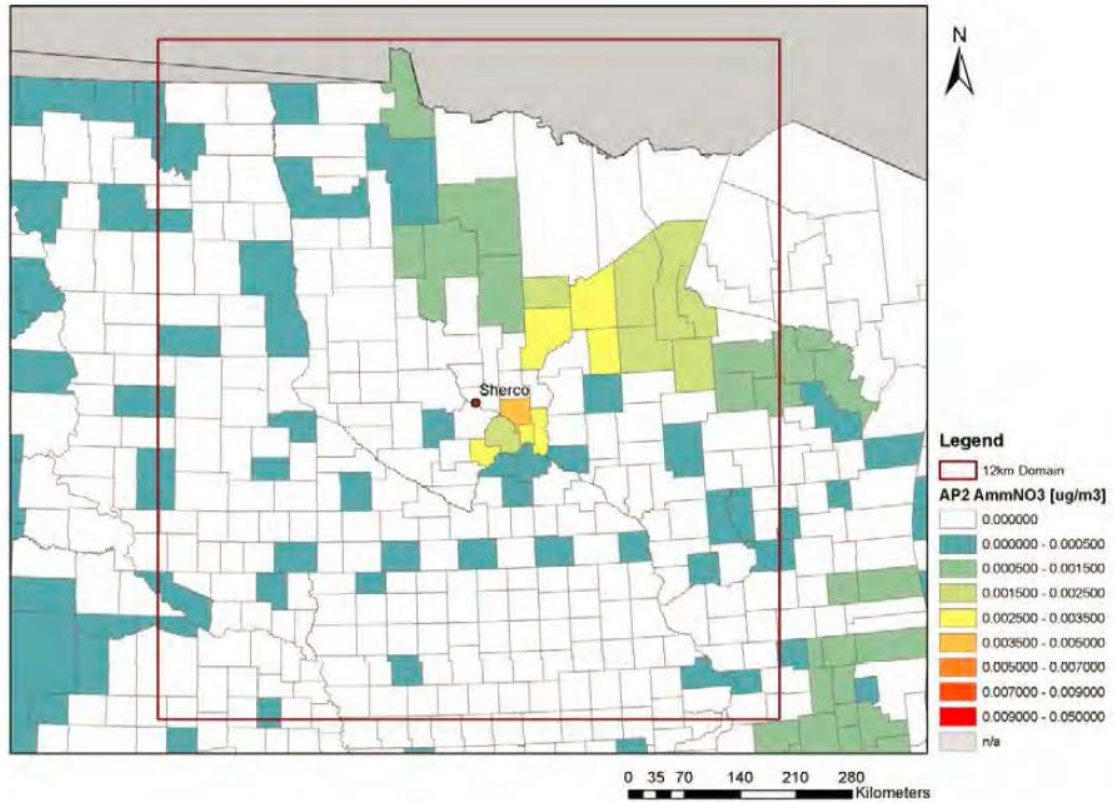 N
Sherco
Legend
12km Domain
AP2 AmmNO3 [ug/m3]
0.000000
0.000000 - 0.000500
0.000500 - 0.001500
0.001500 - 0.002500
0.002500 - 0.003500
0.003500 - 0.005000
0.005000 - 0.007000
0.007000 - 0.009000
0.009000 - 0.050000
n/a
0 35 70 140 210 280
Kilometers